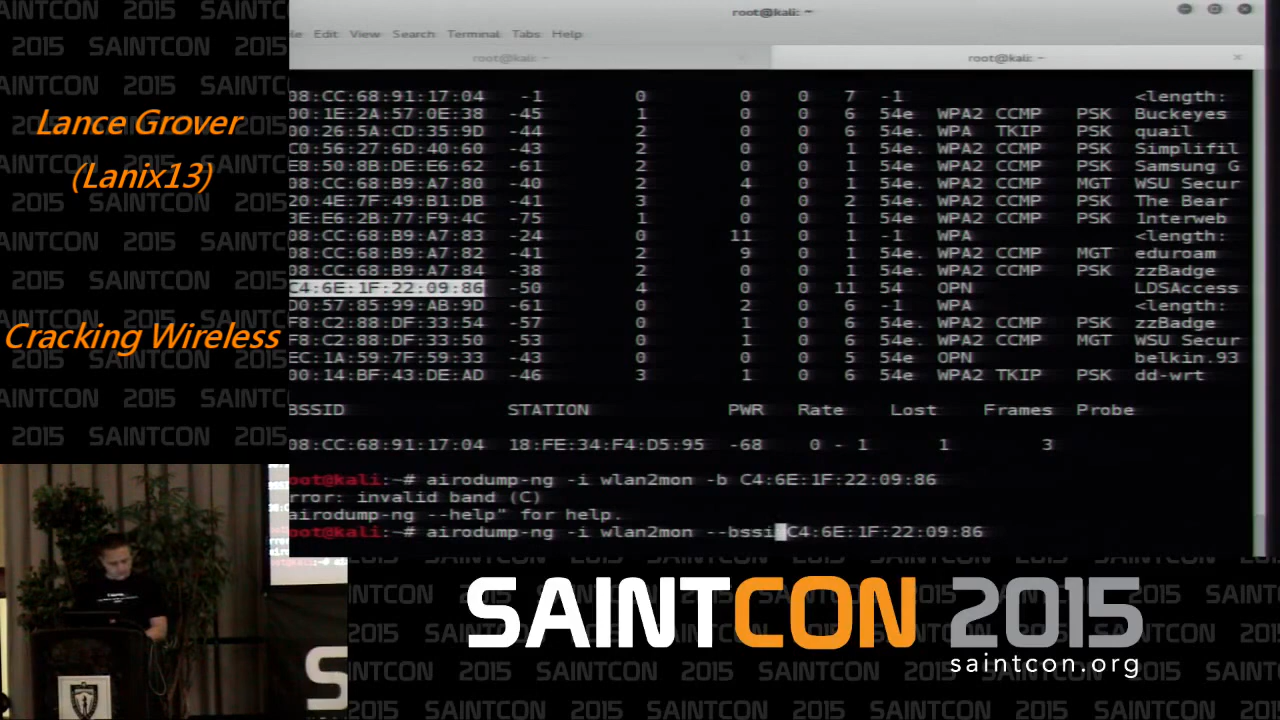 Lance Grover
(Lanix13)
Cracking Wireless
root@kali: ~
Edit View Search Terminal Tabs Help
root@kali: ~
root@kali: ~
08:CC:68:91:17:04 -1 0 0 0 7 -1 <length:
00:1E:2A:57:0E:38 -45 1 0 0 6 54e. WPA2 CCMP PSK Buckeyes
00:26:5A:CD:35:9D -44 2 0 0 6 54e WPA TKIP PSK quail
C0:56:27:6D:40:60 -43 2 0 0 1 54e. WPA2 CCMP PSK Simplifil
E8:50:8B:DE:E6:62 -61 2 0 0 1 54e. WPA2 CCMP PSK Samsung G
08:CC:68:B9:A7:80 -40 2 4 0 1 54e. WPA2 CCMP MGT WSU Secur
20:4E:7F:49:B1:DB -41 3 0 0 2 54e. WPA2 CCMP PSK The Bear
3E:E6:2B:77:F9:4C -75 1 0 0 6 54e. WPA2 CCMP PSK Interweb
08:CC:68:B9:A7:83 -24 0 11 0 1 -1 WPA <length:
08:CC:68:B9:A7:82 -41 2 9 0 1 54e. WPA2 CCMP MGT eduroam
08:CC:68:B9:A7:84 -38 2 0 0 1 54e. WPA2 CCMP PSK zzBadge
C4:6E:1F:22:09:86 -50 4 0 0 11 54 OPN LDSAccess
D0:57:85:99:AB:9D -61 0 2 0 6 -1 WPA <length:
F8:C2:88:DF:33:54 -57 0 1 0 6 54e. WPA2 CCMP PSK zzBadge
F8:C2:88:DF:33:50 -53 0 1 0 6 54e. WPA2 CCMP MGT WSU Secur
EC:1A:59:7F:59:33 -43 0 0 0 5 54e OPN belkin.93
00:14:BF:43:DE:AD -46 3 1 0 6 54e WPA2 TKIP PSK dd-wrt
BSSID STATION PWR Rate Lost Frames Probe
08:CC:68:91:17:04 18:FE:34:F4:D5:95 -68 0 - 1 1 3
root@kali:~# airodump-ng -i wlan2mon -b C4:6E:1F:22:09:86
rror: invalid band (C)
airodump-ng --help" for help.
root@kali:~# airodump-ng -i wlan2mon --bssi C4:6E:1F:22:09:86
SAINTCON 2015
saintcon.org